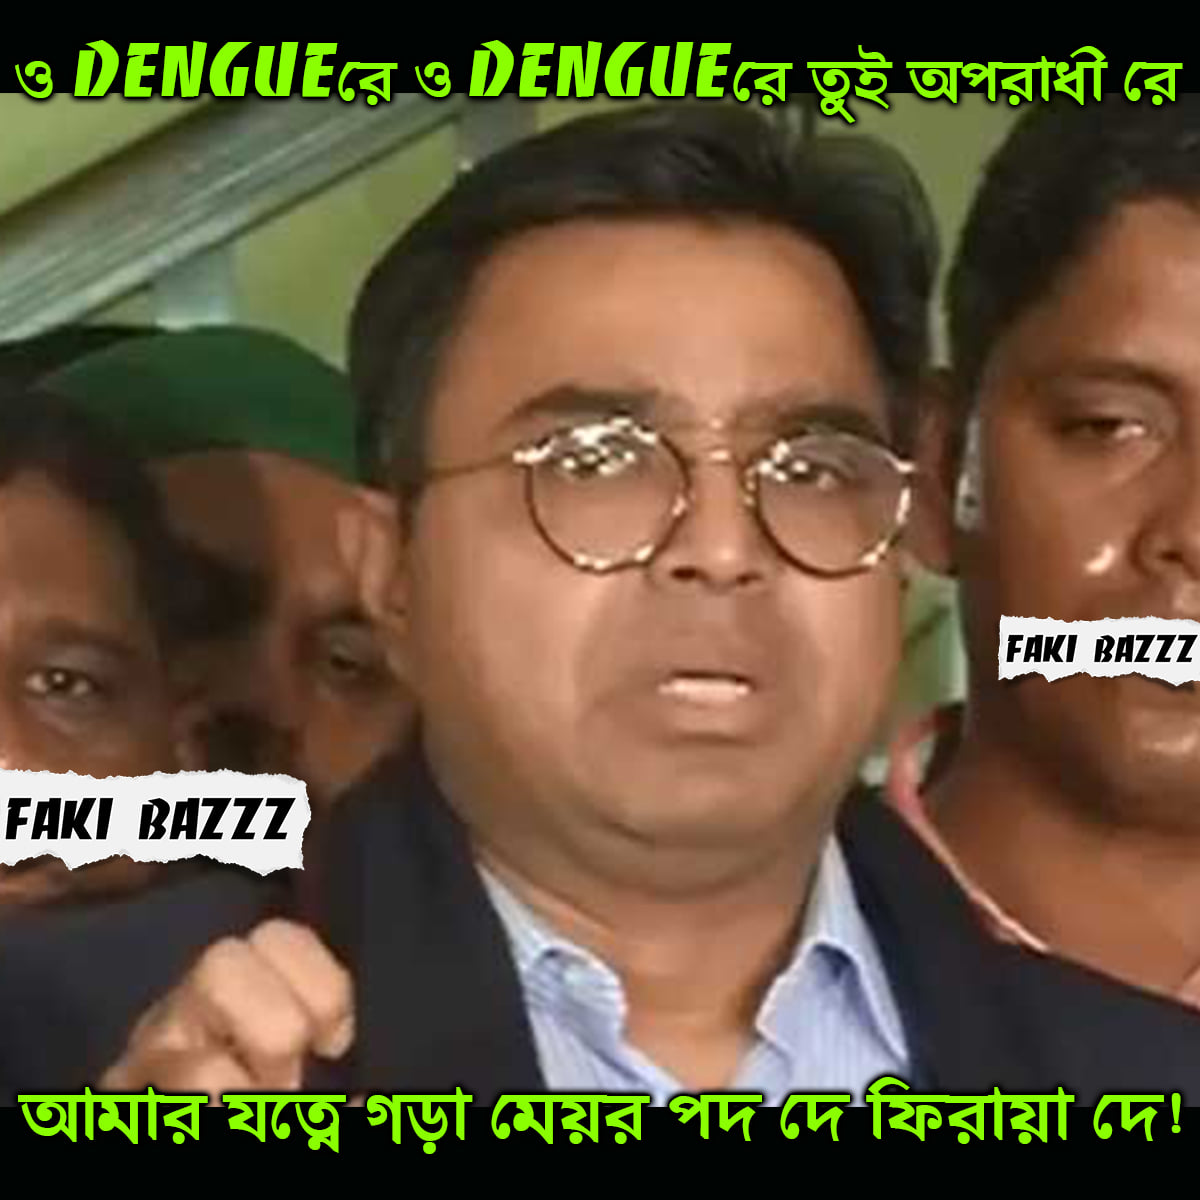 ও DENGUEরে ও DENGUEরে তুই অপরাধী রে
FAKI BAZZZ
FAKI BAZZZ
আমার যত্নে গড়া মেয়র পদ দে ফিরায়া দে!